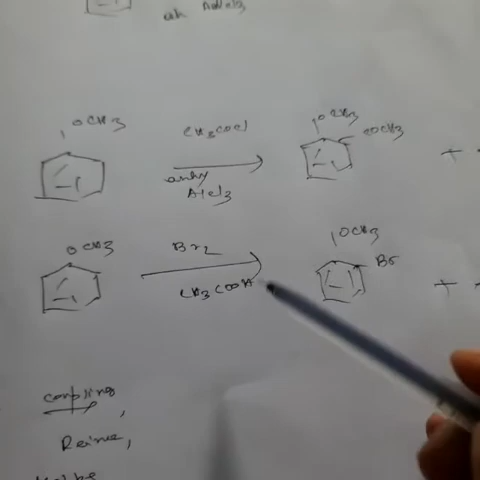 OCH3 CH3COCl OCH3 COCH3
anhy AlCl3 +
OCH3 Br2 OCH3 Br
CH3COOH +
coupling,
Reimer,